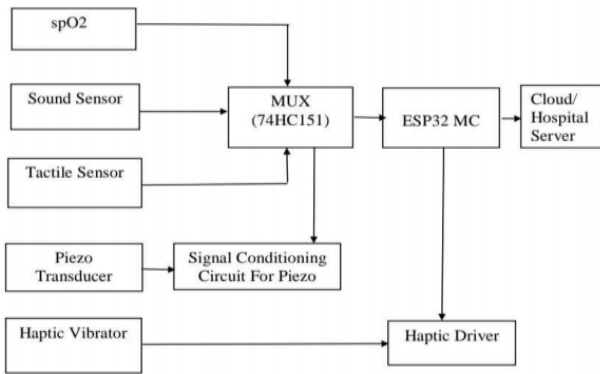 spO2
Sound Sensor
MUX
(74HC151)
ESP32 MC
Cloud/
Hospital
Server
Tactile Sensor
Piezo
Transducer
Signal Conditioning
Circuit For Piezo
Haptic Vibrator
Haptic Driver